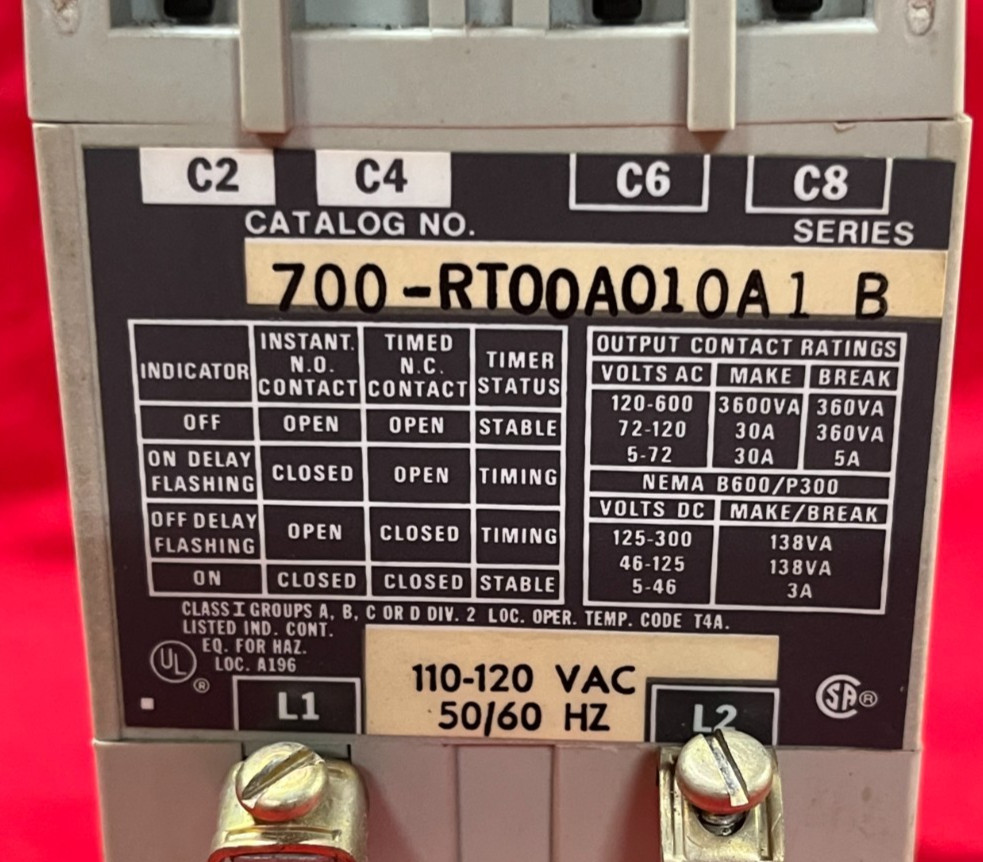 C2 C4 C6 C8
CATALOG NO. SERIES
700-RT00A010A1 B
INDICATOR INSTANT. N.O. CONTACT TIMED N.C. CONTACT TIMER STATUS
OFF OPEN OPEN STABLE
ON DELAY FLASHING CLOSED OPEN TIMING
OFF DELAY FLASHING OPEN CLOSED TIMING
ON CLOSED CLOSED STABLE
OUTPUT CONTACT RATINGS
VOLTS AC MAKE BREAK
120-600 3600VA 360VA
72-120 30A 360VA
5-72 30A 5A
NEMA B600/P300
VOLTS DC MAKE/BREAK
125-300 138VA
46-125 138VA
5-46 3A
CLASS I GROUPS A, B, C OR D DIV. 2 LOC. OPER. TEMP. CODE T4A.
LISTED IND. CONT.
EQ. FOR HAZ.
LOC. A196
UL ®
110-120 VAC
50/60 HZ
L1 L2
SA ®